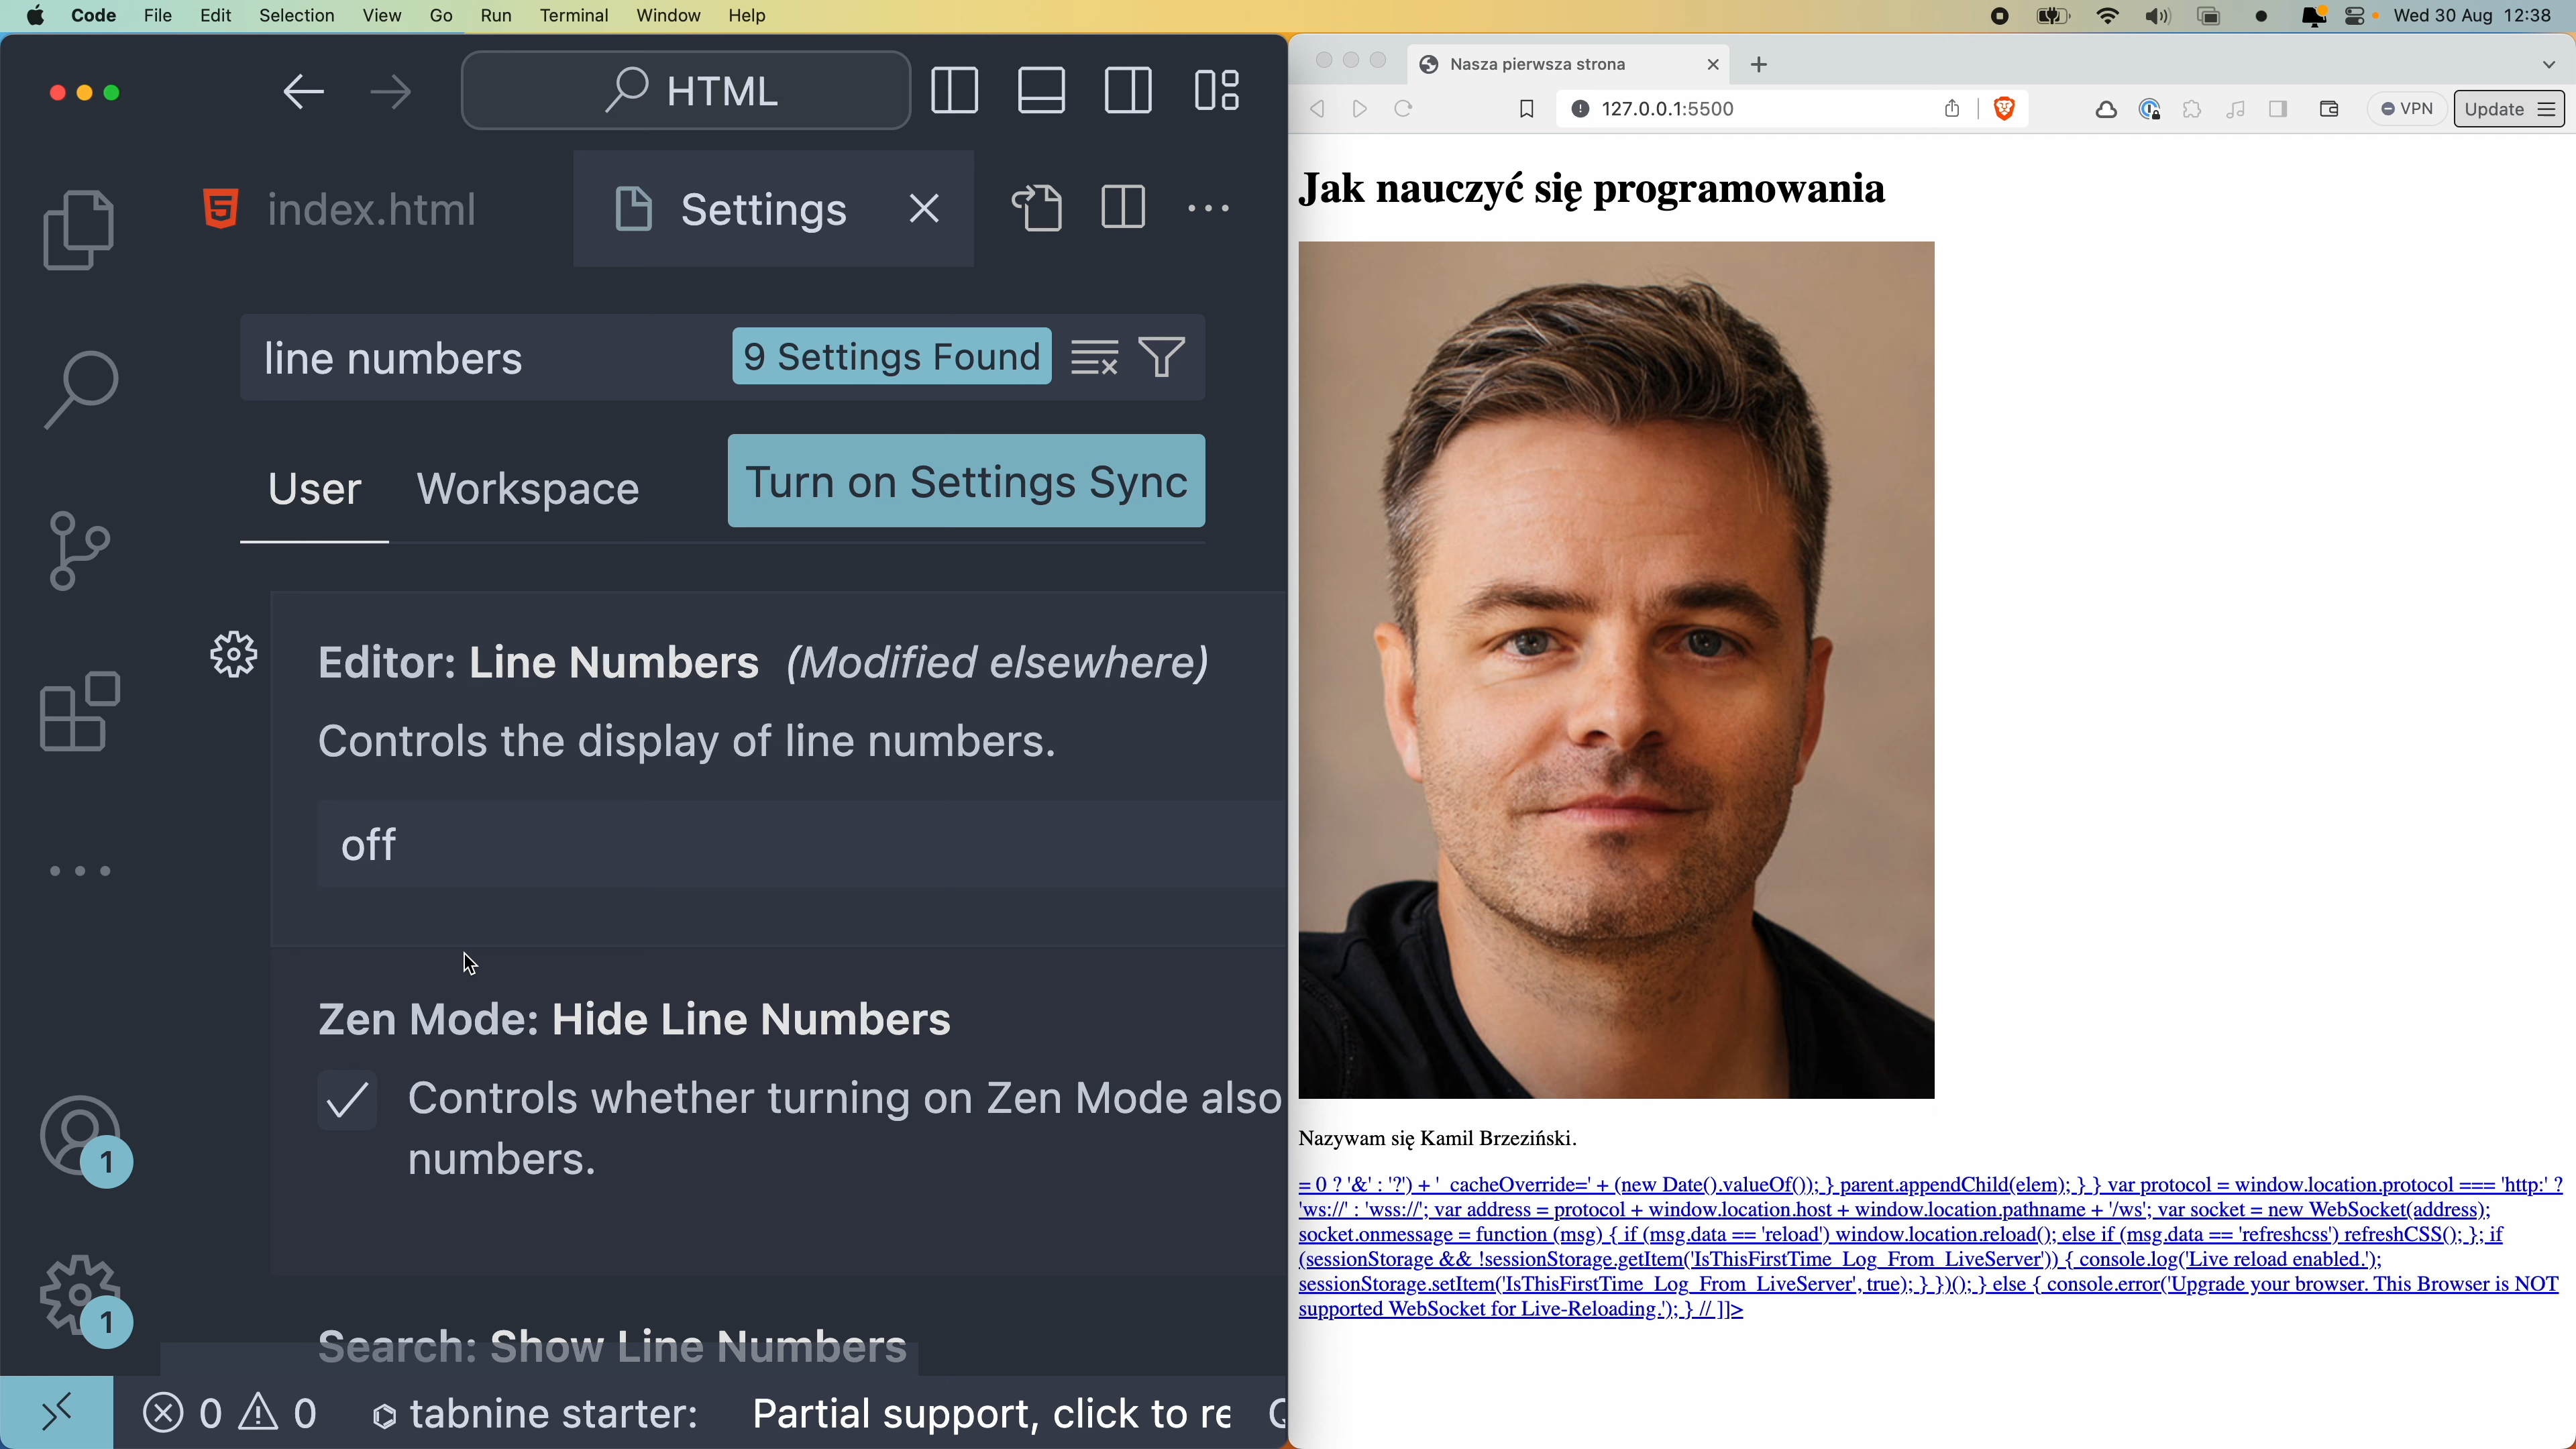 Code File Edit Selection View Go Run Terminal Window Help
Wed 30 Aug 12:38
HTML
index.html
Settings
line numbers
9 Settings Found
User
Workspace
Turn on Settings Sync
Editor: Line Numbers (Modified elsewhere)
Controls the display of line numbers.
off
Zen Mode: Hide Line Numbers
Controls whether turning on Zen Mode also
numbers.
Search: Show Line Numbers
1
1
0 0 tabnine starter: Partial support, click to re
Nasza pierwsza strona
127.0.0.1:5500
VPN
Update
Jak nauczyć się programowania
Nazywam się Kamil Brzeziński.
= 0 ? '&' : '?') + '_cacheOverride=' + (new Date().valueOf()); } parent.appendChild(elem); } } var protocol = window.location.protocol === 'http:' ?
'ws://' : 'wss://'; var address = protocol + window.location.host + window.location.pathname + '/ws'; var socket = new WebSocket(address);
socket.onmessage = function (msg) { if (msg.data == 'reload') window.location.reload(); else if (msg.data == 'refreshcss') refreshCSS(); }; if
(sessionStorage && !sessionStorage.getItem('IsThisFirstTime_Log_From_LiveServer')) { console.log('Live reload enabled.');
sessionStorage.setItem('IsThisFirstTime_Log_From_LiveServer', true); } })(); } else { console.error('Upgrade your browser. This Browser is NOT
supported WebSocket for Live-Reloading.'); } // ]]>